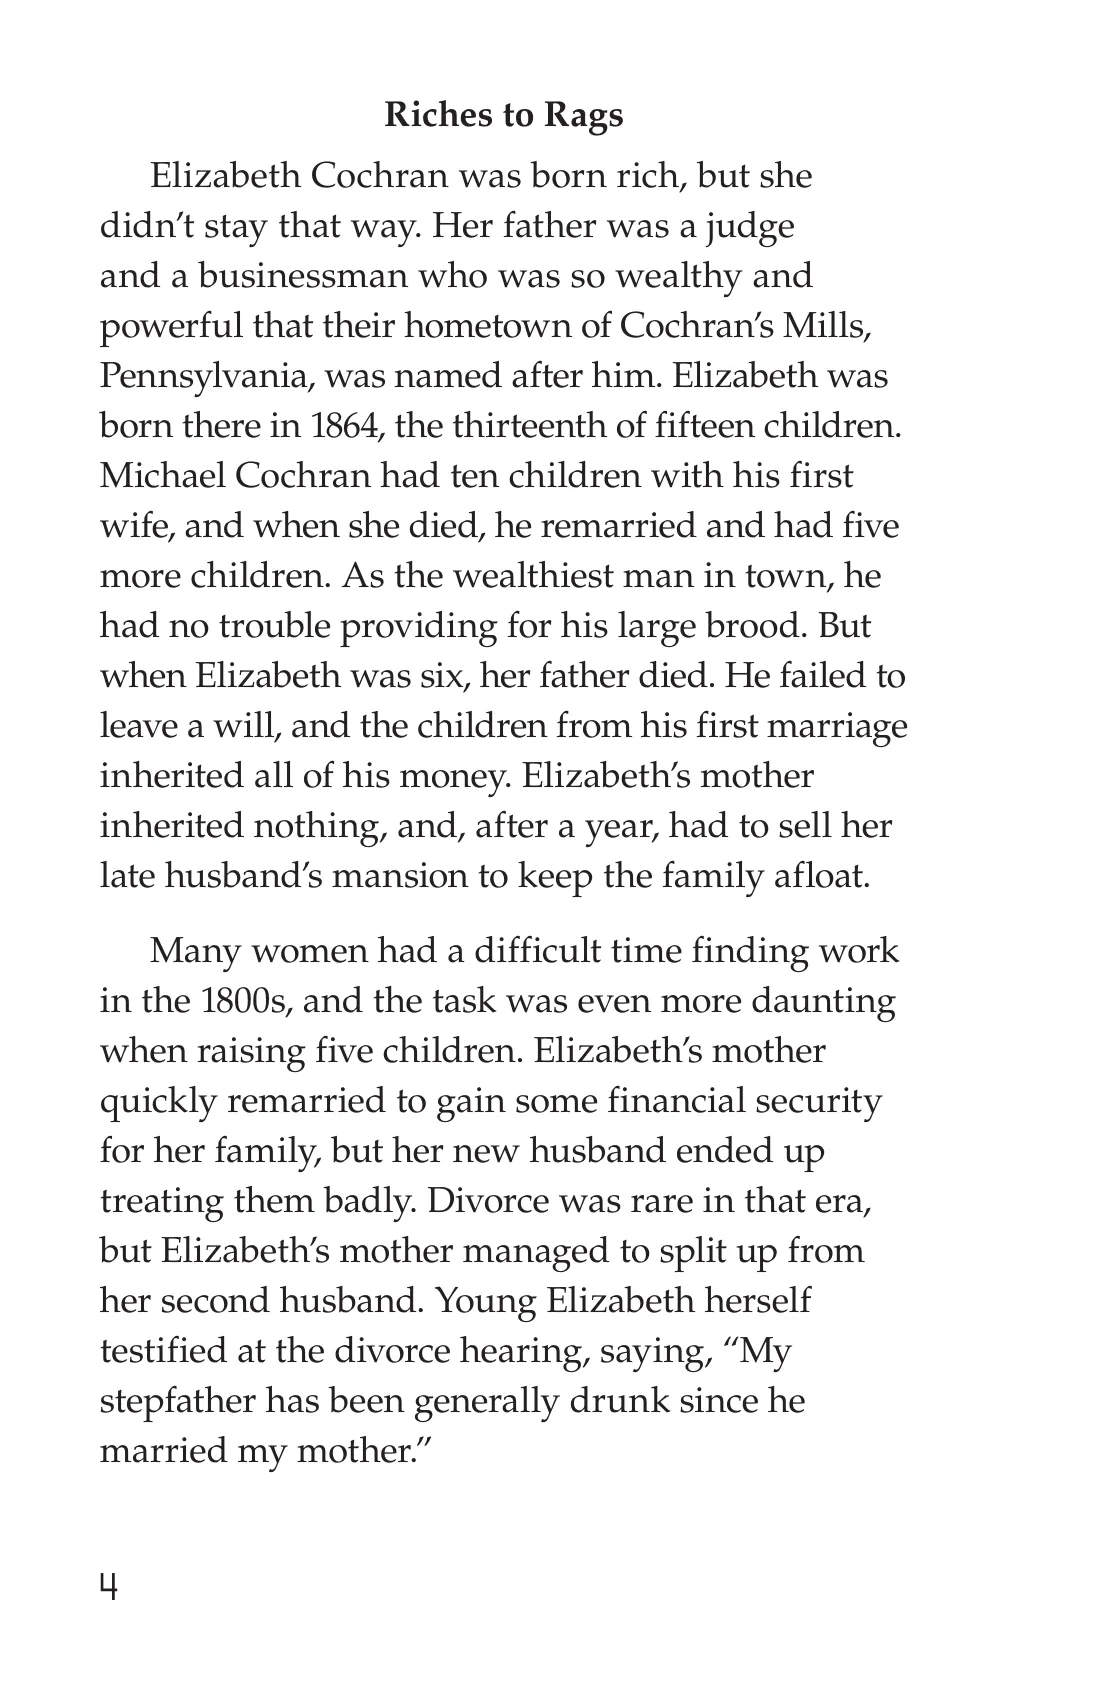 Riches to Rags
Elizabeth Cochran was born rich, but she
didn’t stay that way. Her father was a judge
and a businessman who was so wealthy and
powerful that their hometown of Cochran’s Mills,
Pennsylvania, was named after him. Elizabeth was
born there in 1864, the thirteenth of fifteen children.
Michael Cochran had ten children with his first
wife, and when she died, he remarried and had five
more children. As the wealthiest man in town, he
had no trouble providing for his large brood. But
when Elizabeth was six, her father died. He failed to
leave a will, and the children from his first marriage
inherited all of his money. Elizabeth’s mother
inherited nothing, and, after a year, had to sell her
late husband’s mansion to keep the family afloat.
Many women had a difficult time finding work
in the 1800s, and the task was even more daunting
when raising five children. Elizabeth’s mother
quickly remarried to gain some financial security
for her family, but her new husband ended up
treating them badly. Divorce was rare in that era,
but Elizabeth’s mother managed to split up from
her second husband. Young Elizabeth herself
testified at the divorce hearing, saying, “My
stepfather has been generally drunk since he
married my mother.”
4